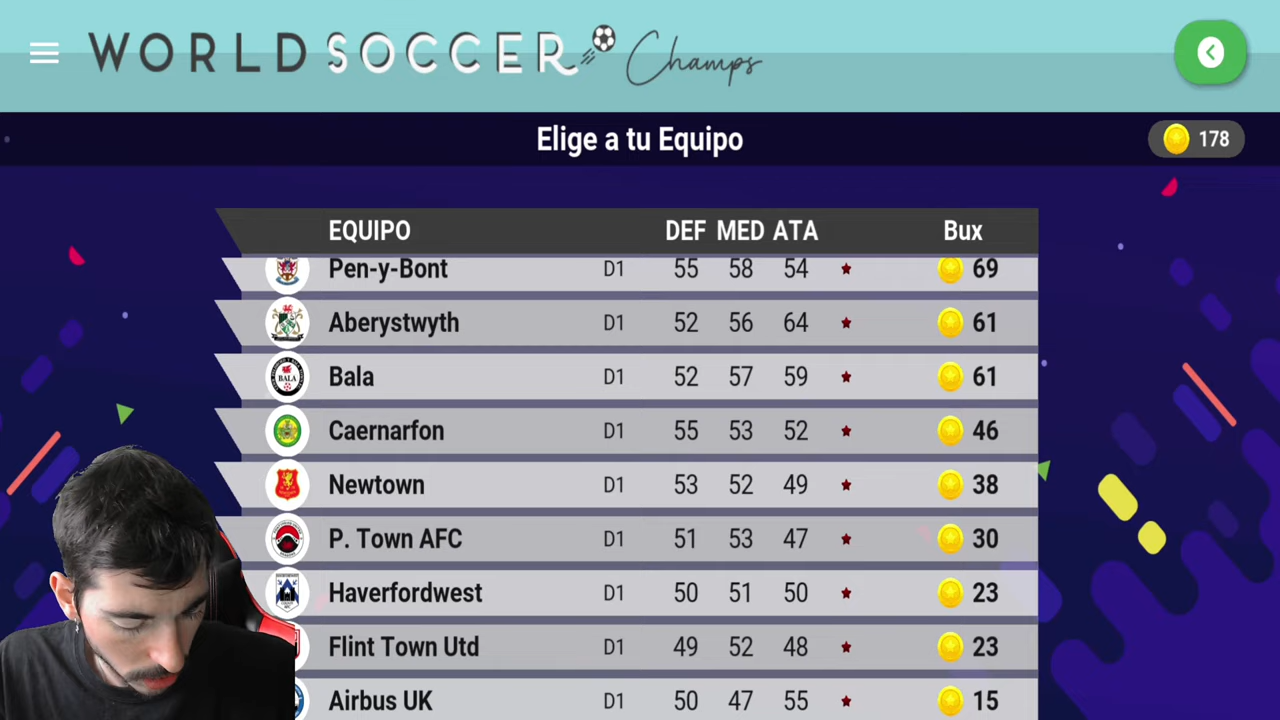 WORLD SOCCER Champs
Elige a tu Equipo
178
EQUIPO DEF MED ATA Bux
Pen-y-Bont D1 55 58 54 69
Aberystwyth D1 52 56 64 61
BALA Bala D1 52 57 59 61
Caernarfon D1 55 53 52 46
Newtown D1 53 52 49 38
P. Town AFC D1 51 53 47 30
Haverfordwest D1 50 51 50 23
Flint Town Utd D1 49 52 48 23
Airbus UK D1 50 47 55 15